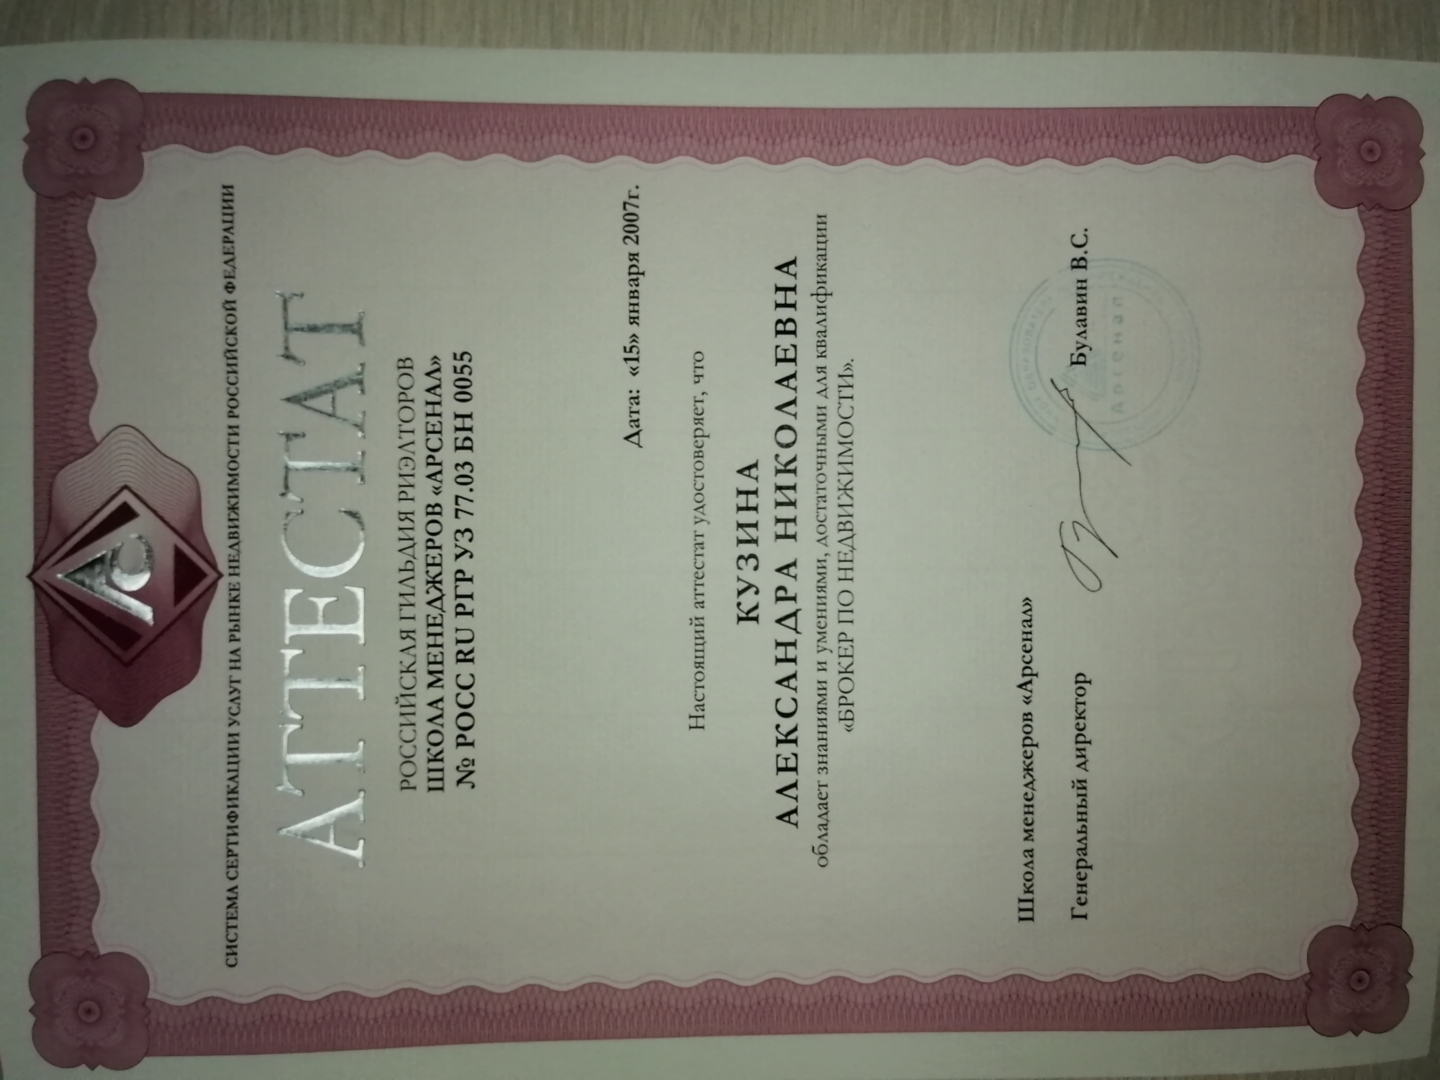 СИСТЕМА СЕРТИФИКАЦИИ УСЛУГ НА РЫНКЕ НЕДВИЖИМОСТИ РОССИЙСКОЙ ФЕДЕРАЦИИ
АТТЕСТАТ
РОССИЙСКАЯ ГИЛЬДИЯ РИЭЛТОРОВ
ШКОЛА МЕНЕДЖЕРОВ «АРСЕНАЛ»
№ РОСС RU РГР УЗ 77.03 БН 0055
Дата: «15» января 2007г.
Настоящий аттестат удостоверяет, что
КУЗИНА
АЛЕКСАНДРА НИКОЛАЕВНА
обладает знаниями и умениями, достаточными для квалификации
«БРОКЕР ПО НЕДВИЖИМОСТИ».
Школа менеджеров «Арсенал»
Генеральный директор Булавин В.С.
Арсенал